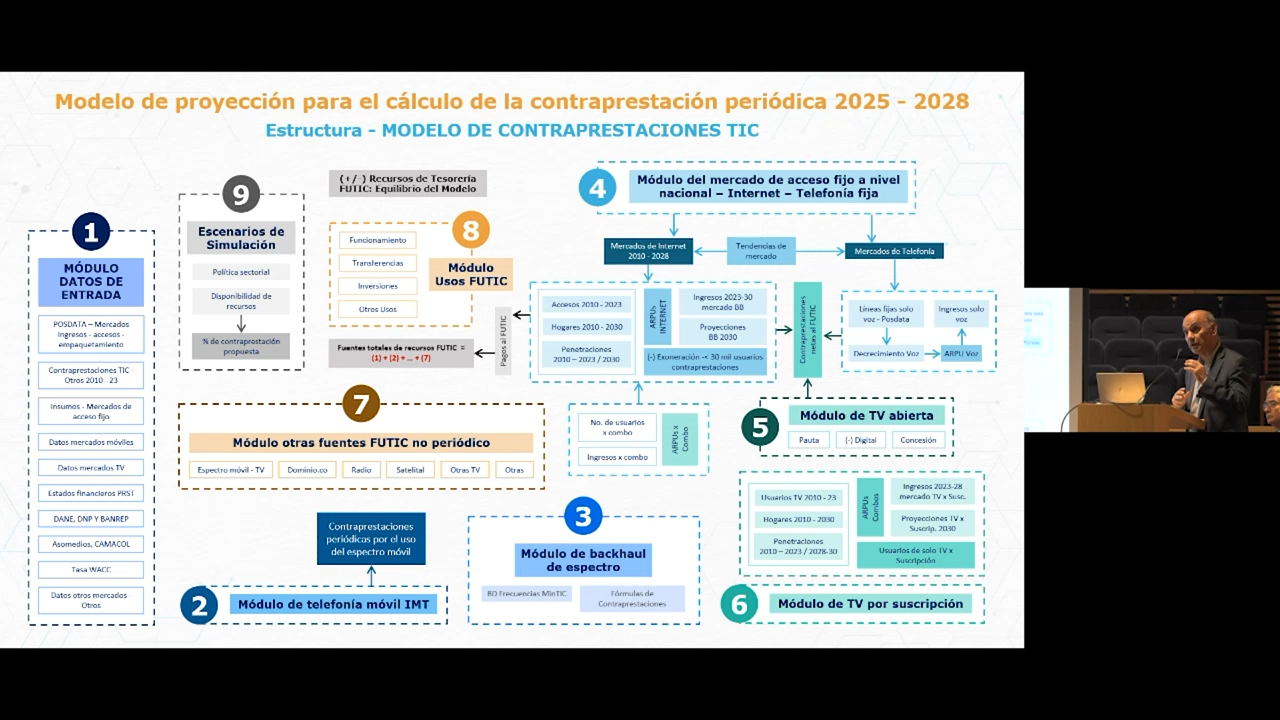 Modelo de proyección para el cálculo de la contraprestación periódica 2025 - 2028
Estructura - MODELO DE CONTRAPRESTACIONES TIC
1
MÓDULO
DATOS DE
ENTRADA
POSDATA – Mercados
Ingresos - accesos -
empaquetamiento
Contraprestaciones TIC -
Otros 2010 - 23
Insumos - Mercados de
acceso fijo
Datos mercados móviles
Datos mercados TV
Estados financieros PRST
DANE, DNP Y BANREP
Asomedios, CAMACOL
Tasa WACC
Datos otros mercados
Otros
9
Escenarios de
Simulación
Política sectorial
Disponibilidad de
recursos
% de contraprestación
propuesta
(+/-) Recursos de Tesorería
FUTIC: Equilibrio del Modelo
8
Módulo
Usos FUTIC
Funcionamiento
Transferencias
Inversiones
Otros Usos
Fuentes totales de recursos FUTIC =
(1) + (2) + ... + (7)
Pagos al FUTIC
4
Módulo del mercado de acceso fijo a nivel
nacional – Internet – Telefonía fija
Mercados de Internet
2010 - 2028
Tendencias de
mercado
Mercados de Telefonía
Accesos 2010 - 2023
Hogares 2010 - 2030
Penetraciones
2010 – 2023 / 2030
ARPUs
INTERNET
Ingresos 2023-30
mercado BB
Proyecciones
BB 2030
(-) Exoneración -< 30 mil usuarios
contraprestaciones
Contraprestaciones
netas al FUTIC
Líneas fijas solo
voz - Posdata
Ingresos solo
voz
Decrecimiento Voz
ARPU Voz
No. de usuarios
x combo
Ingresos x combo
ARPUs x
Combo
5
Módulo de TV abierta
Pauta
(-) Digital
Concesión
7
Módulo otras fuentes FUTIC no periódico
Espectro móvil - TV
Dominio.co
Radio
Satelital
Otras TV
Otras
Contraprestaciones
periódicas por el uso
del espectro móvil
2
Módulo de telefonía móvil IMT
3
Módulo de backhaul
de espectro
BD Frecuencias MinTIC
Fórmulas de
Contraprestaciones
Usuarios TV 2010 - 23
Hogares 2010 - 2030
Penetraciones
2010 – 2023 / 2028-30
ARPUs
Combos
Ingresos 2023-28
mercado TV x Susc.
Proyecciones TV x
Suscrip. 2030
Usuarios de solo TV x
Suscripción
6
Módulo de TV por suscripción